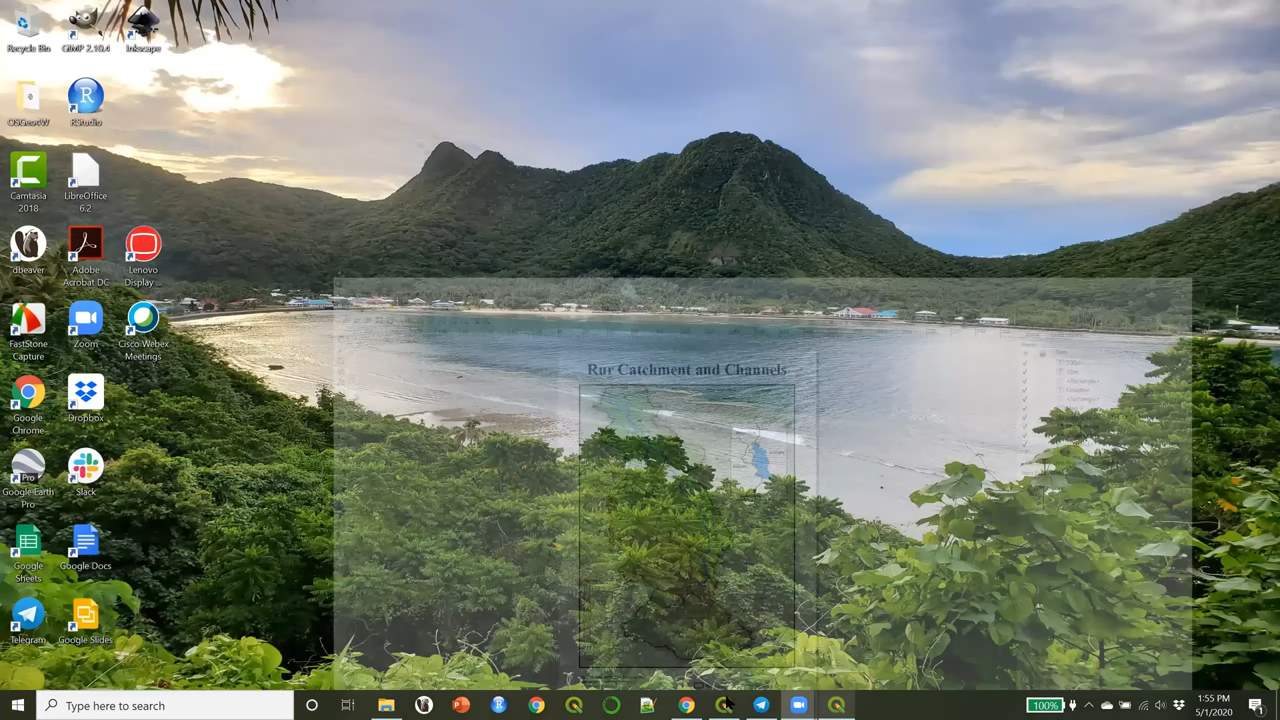 Recycle Bin
GIMP 2.10.4
Inkscape
OSGeo4W
RStudio
Camtasia
2018
LibreOffice
6.2
dbeaver
Adobe
Acrobat DC
Lenovo
Display ...
FastStone
Capture
Zoom
Cisco Webex
Meetings
Rur Catchment and Channels
Google
Chrome
Dropbox
Google Earth
Pro
Slack
Google
Sheets
Google Docs
Telegram
Google Slides
Type here to search
100%
1:55 PM
5/1/2020